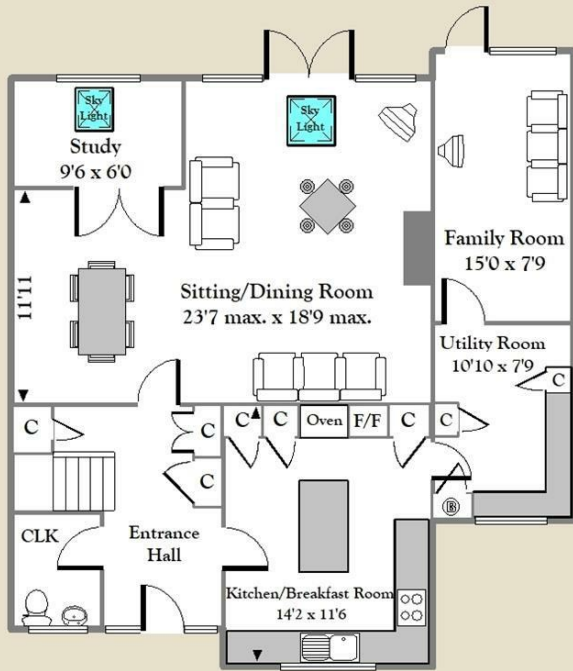 Sky
Light
Study
9'6 x 6'0
Sky
Light
Family Room
15'0 x 7'9
11'11
Sitting/Dining Room
23'7 max. x 18'9 max.
Utility Room
10'10 x 7'9
C
C
C
C
C
Oven
F/F
C
C
C
B
CLK
Entrance
Hall
Kitchen/Breakfast Room
14'2 x 11'6